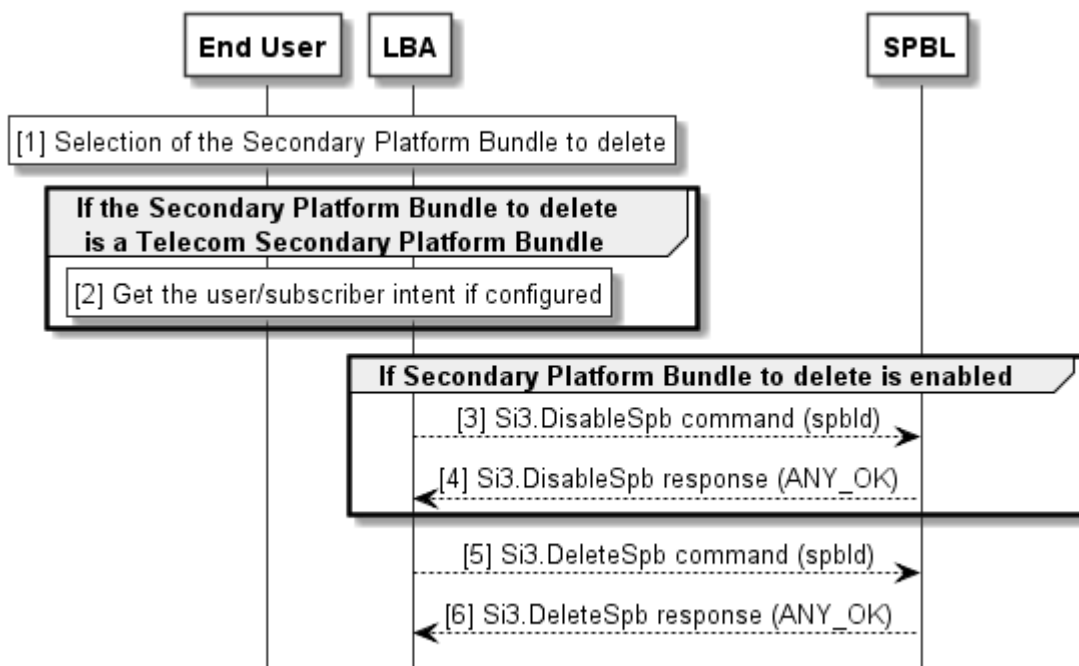 End User
LBA
SPBL
[1] Selection of the Secondary Platform Bundle to delete
If the Secondary Platform Bundle to delete
is a Telecom Secondary Platform Bundle
[2] Get the user/subscriber intent if configured
If Secondary Platform Bundle to delete is enabled
[3] Si3.DisableSpb command (spbId)
[4] Si3.DisableSpb response (ANY_OK)
[5] Si3.DeleteSpb command (spbId)
[6] Si3.DeleteSpb response (ANY_OK)